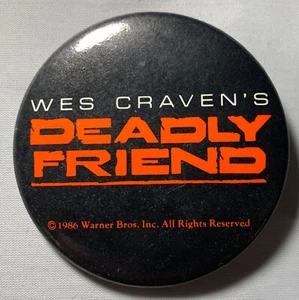 WES CRAVEN'S
DEADLY
FRIEND
©1986 Warner Bros. Inc. All Rights Reserved